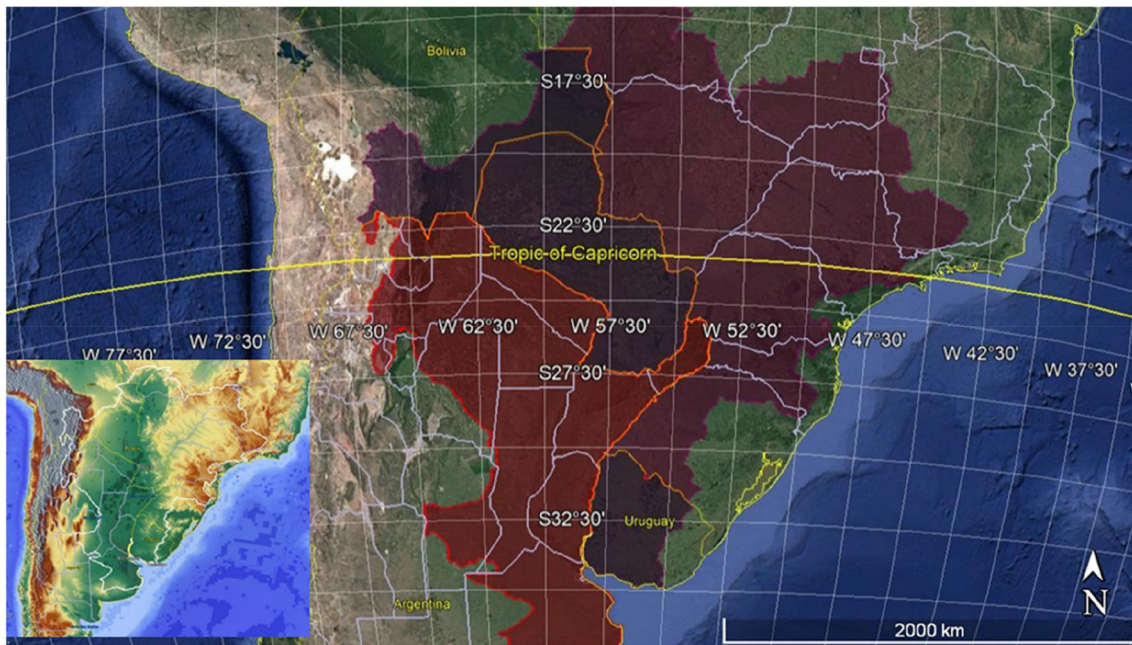 Bolivia
S17°30'
S22°30'
Tropic of Capricorn
W 77°30'
W 72°30'
W 67°30'
W 62°30'
W 57°30'
W 52°30'
W 47°30'
W 42°30'
W 37°30'
S27°30'
S32°30'
Uruguay
Argentina
N
2000 km